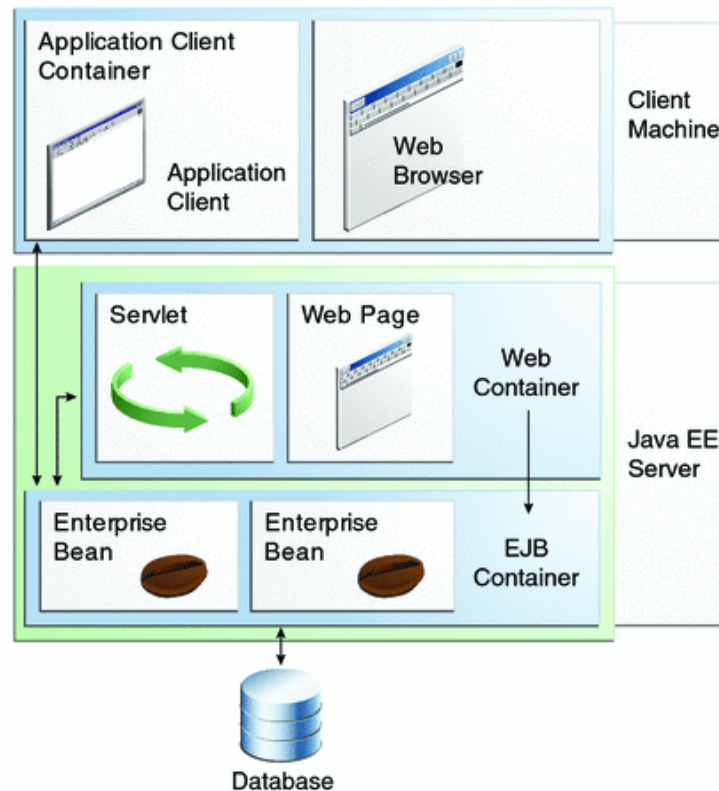 Application Client
Container
Application
Client
Web
Browser
Client
Machine
Servlet
Web Page
Web
Container
Java EE
Server
Enterprise
Bean
Enterprise
Bean
EJB
Container
Database